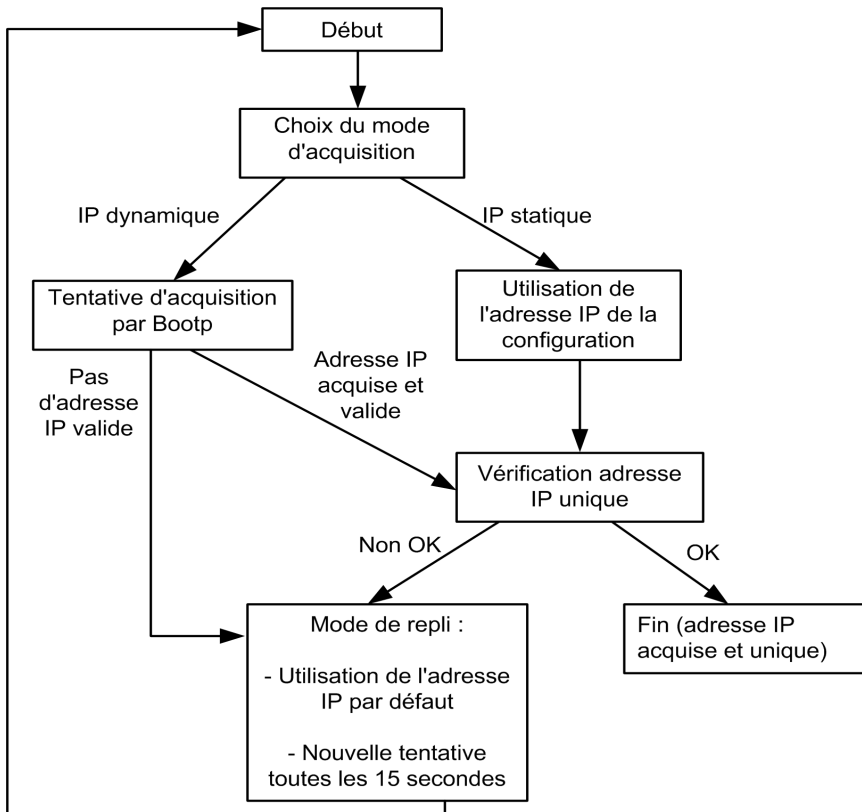 Début
Choix du mode
d'acquisition
IP dynamique
IP statique
Tentative d'acquisition
par Bootp
Utilisation de
l'adresse IP de la
configuration
Pas
d'adresse
IP valide
Adresse IP
acquise et
valide
Vérification adresse
IP unique
Non OK
OK
Mode de repli :
- Utilisation de l'adresse
IP par défaut
- Nouvelle tentative
toutes les 15 secondes
Fin (adresse IP
acquise et unique)